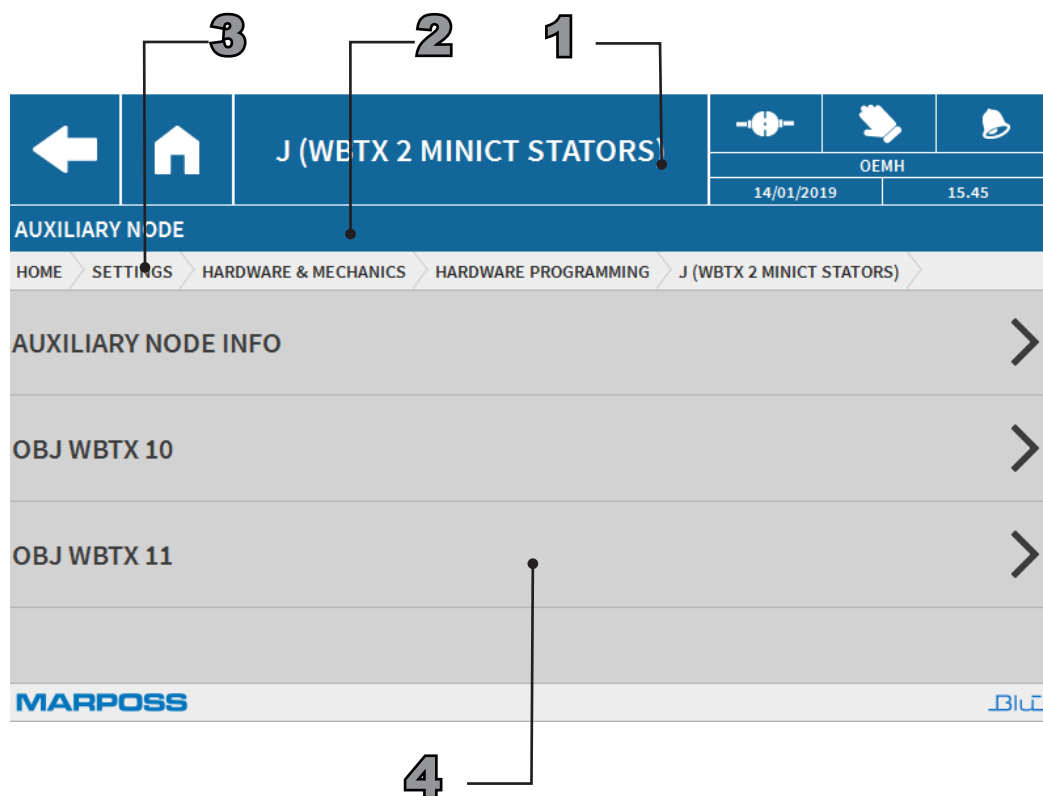 3 2 1
J (WBTX 2 MINICT STATORS)
OEMH
14/01/2019 15.45
AUXILIARY NODE
HOME SETTINGS HARDWARE & MECHANICS HARDWARE PROGRAMMING J (WBTX 2 MINICT STATORS)
AUXILIARY NODE INFO
OBJ WBTX 10
OBJ WBTX 11
MARPOSS Blú
4